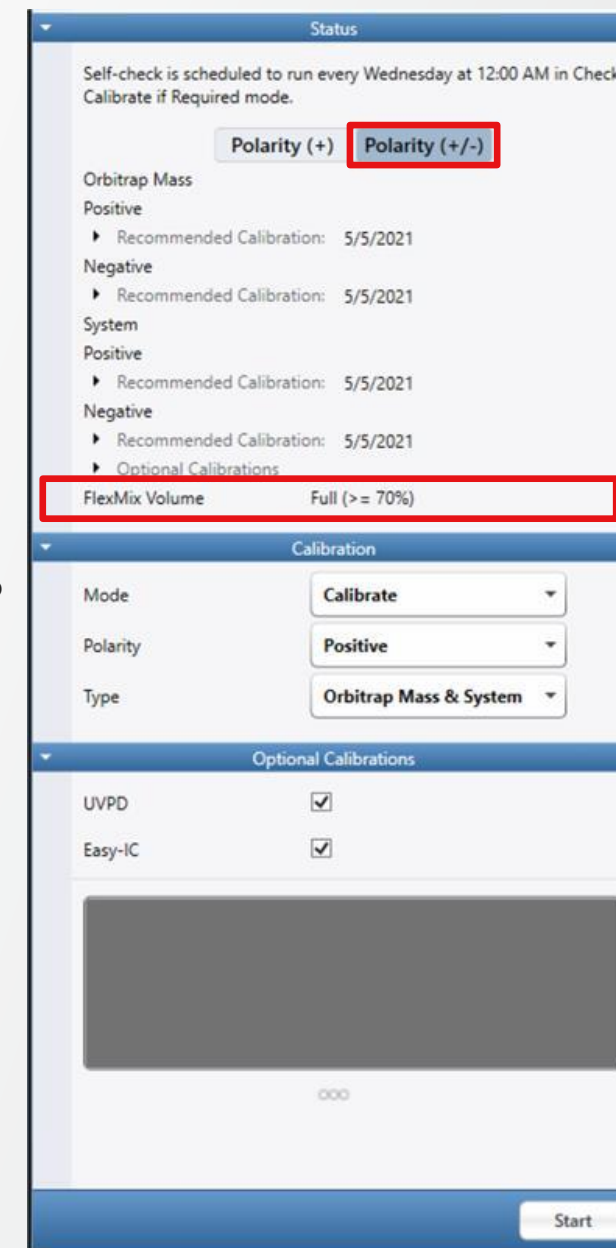 Status
Self-check is scheduled to run every Wednesday at 12:00 AM in Check
Calibrate if Required mode.
Polarity (+) Polarity (+/-)
Orbitrap Mass
Positive
Recommended Calibration: 5/5/2021
Negative
Recommended Calibration: 5/5/2021
System
Positive
Recommended Calibration: 5/5/2021
Negative
Recommended Calibration: 5/5/2021
Optional Calibrations
FlexMix Volume Full (>= 70%)
Calibration
Mode Calibrate
Polarity Positive
Type Orbitrap Mass & System
Optional Calibrations
UVPD
Easy-IC
Start